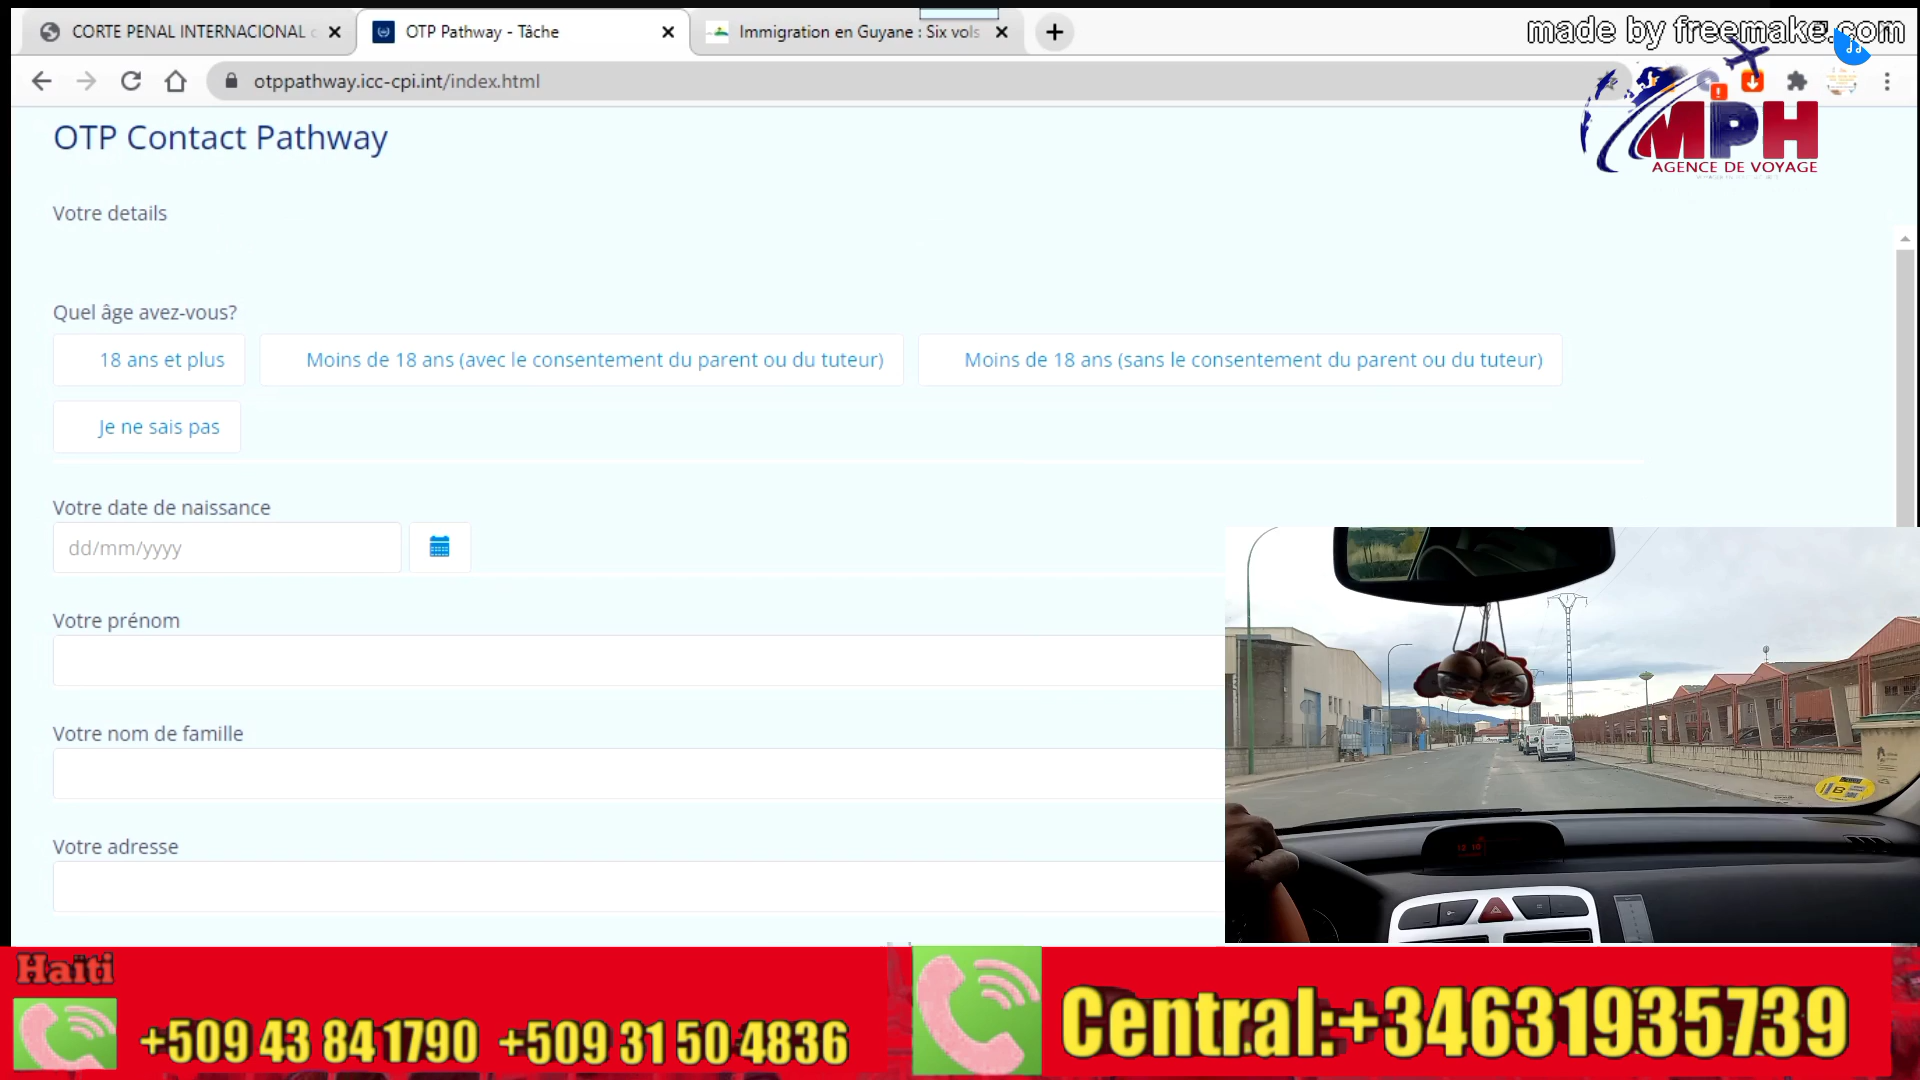 CORTE PENAL INTERNACIONAL
OTP Pathway - Tâche
Immigration en Guyane : Six vols
made by freemake.com
otppathway.icc-cpi.int/index.html
MPH
AGENCE DE VOYAGE
OTP Contact Pathway
Votre details
Quel âge avez-vous?
18 ans et plus
Moins de 18 ans (avec le consentement du parent ou du tuteur)
Moins de 18 ans (sans le consentement du parent ou du tuteur)
Je ne sais pas
Votre date de naissance
dd/mm/yyyy
Votre prénom
Votre nom de famille
Votre adresse
B
12 10
Haïti
+509 43 84 1790 +509 31 50 4836
Central:+34631935739